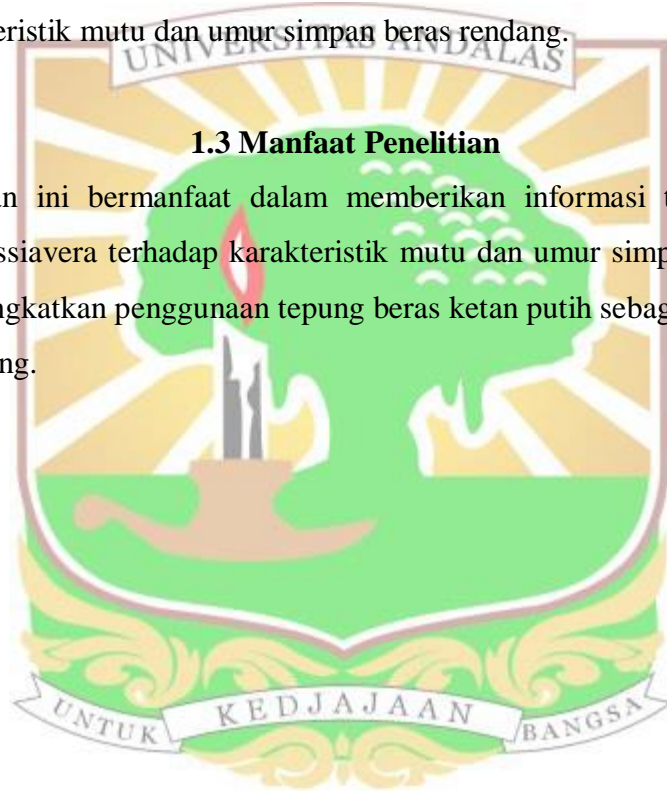 eristik mutu dan umur simpan beras rendang.
UNIVERSITAS ANDALAS
1.3 Manfaat Penelitian
an ini bermanfaat dalam memberikan informasi t
ssiavera terhadap karakteristik mutu dan umur simp
ngkatkan penggunaan tepung beras ketan putih sebag
ng.
UNTUK KEDJAJAAN BANGSA